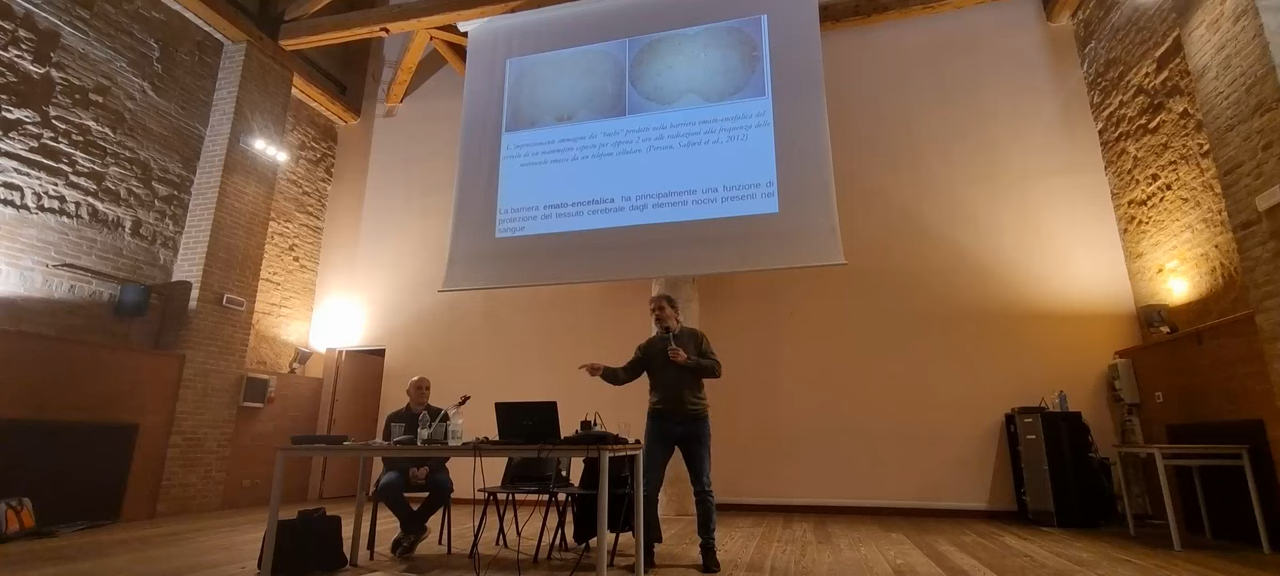 L'impressionante immagini dei "buchi" prodotti nella barriera emato-encefalica del
cervello di un mammifero esposto per appena 2 ore alle radiazioni alla frequenza delle
microonde emesse da un telefono cellulare. (Persson, Salford et al., 2012)
La barriera emato-encefalica ha principalmente una funzione di
protezione del tessuto cerebrale dagli elementi nocivi presenti nel
sangue